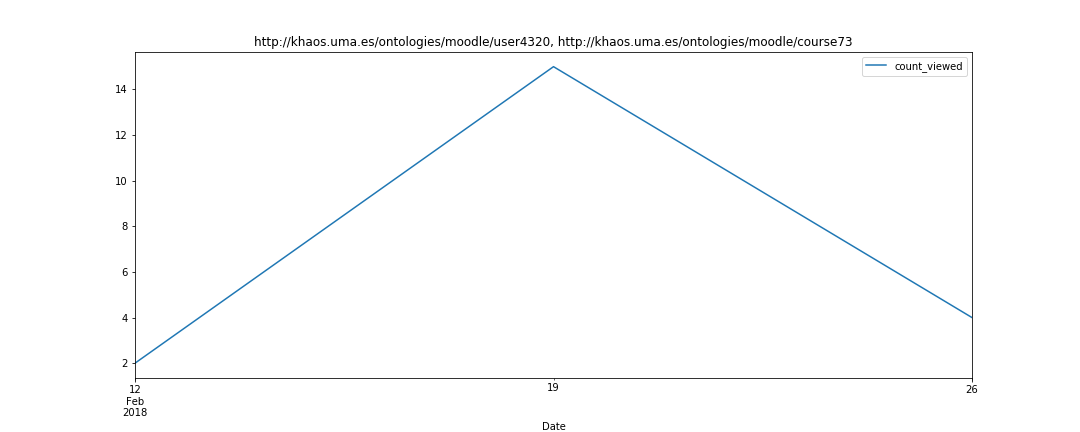 http://khaos.uma.es/ontologies/moodle/user4320, http://khaos.uma.es/ontologies/moodle/course73
count_viewed
14
12
10
8
6
4
2
12
Feb
2018
19
26
Date